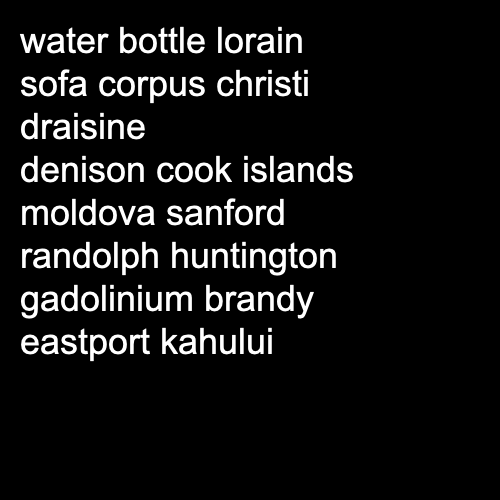 water bottle lorain
sofa corpus christi
draisine
denison cook islands
moldova sanford
randolph huntington
gadolinium brandy
eastport kahului